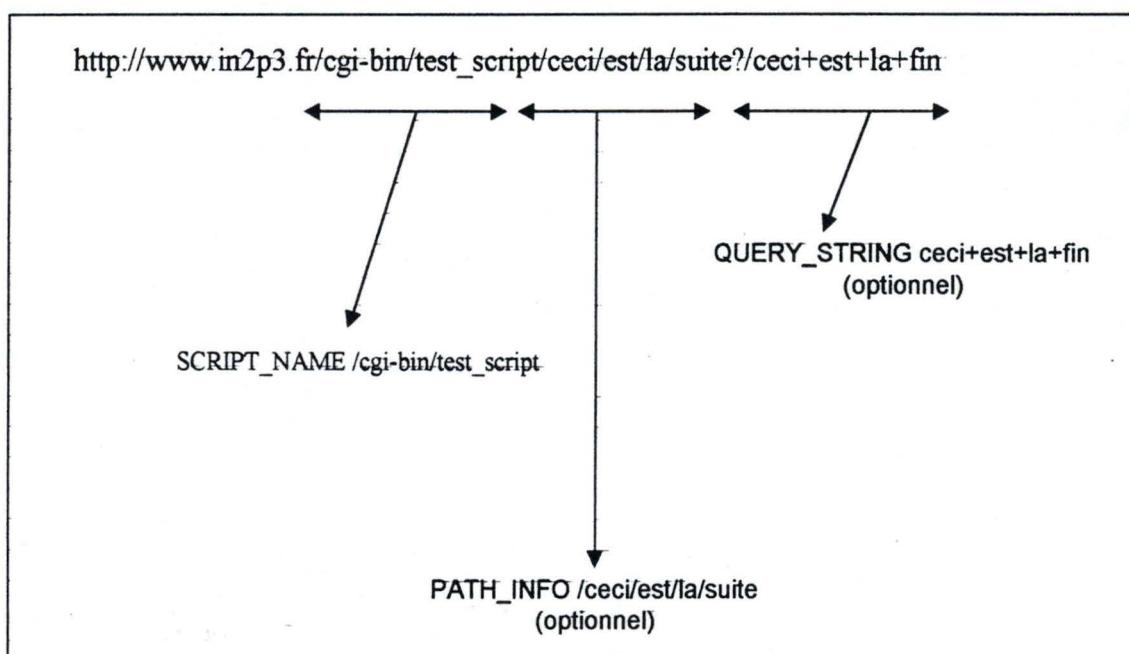 http://www.in2p3.fr/cgi-bin/test_script/ceci/est/la/suite?/ceci+est+la+fin
QUERY_STRING ceci+est+la+fin
(optionnel)
SCRIPT_NAME /cgi-bin/test_script
PATH_INFO /ceci/est/la/suite
(optionnel)